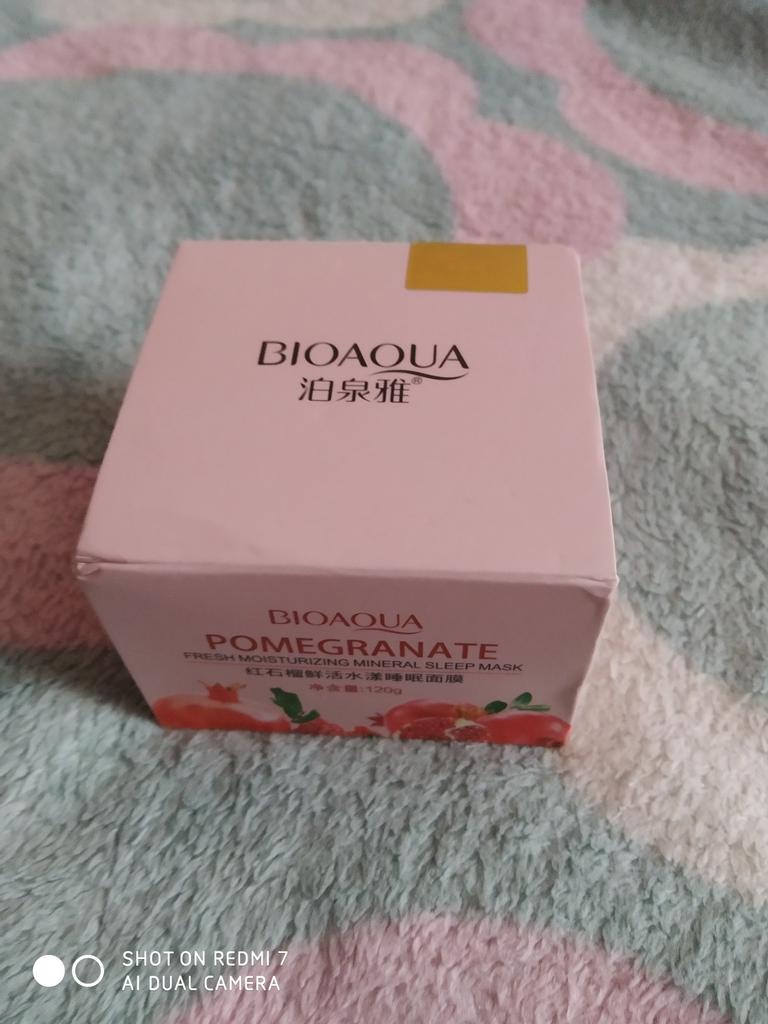 BIOAQUA
泊泉雅®
BIOAQUA
POMEGRANATE
FRESH MOISTURIZING MINERAL SLEEP MASK
红石榴鲜活水漾睡眠面膜
净含量:120g
SHOT ON REDMI 7
AI DUAL CAMERA